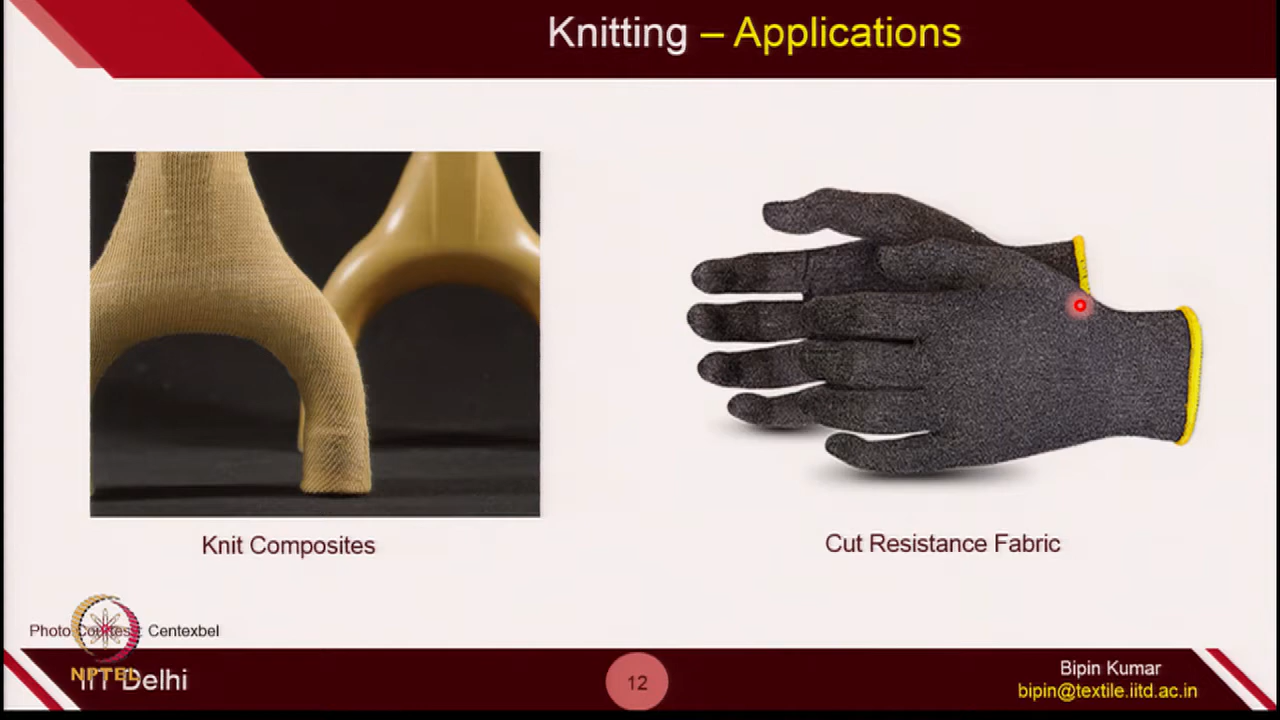 Knitting – Applications
Knit Composites
Cut Resistance Fabric
Photo Centexbel
NPTEL
IIT Delhi
12
Bipin Kumar
bipin@textile.iitd.ac.in